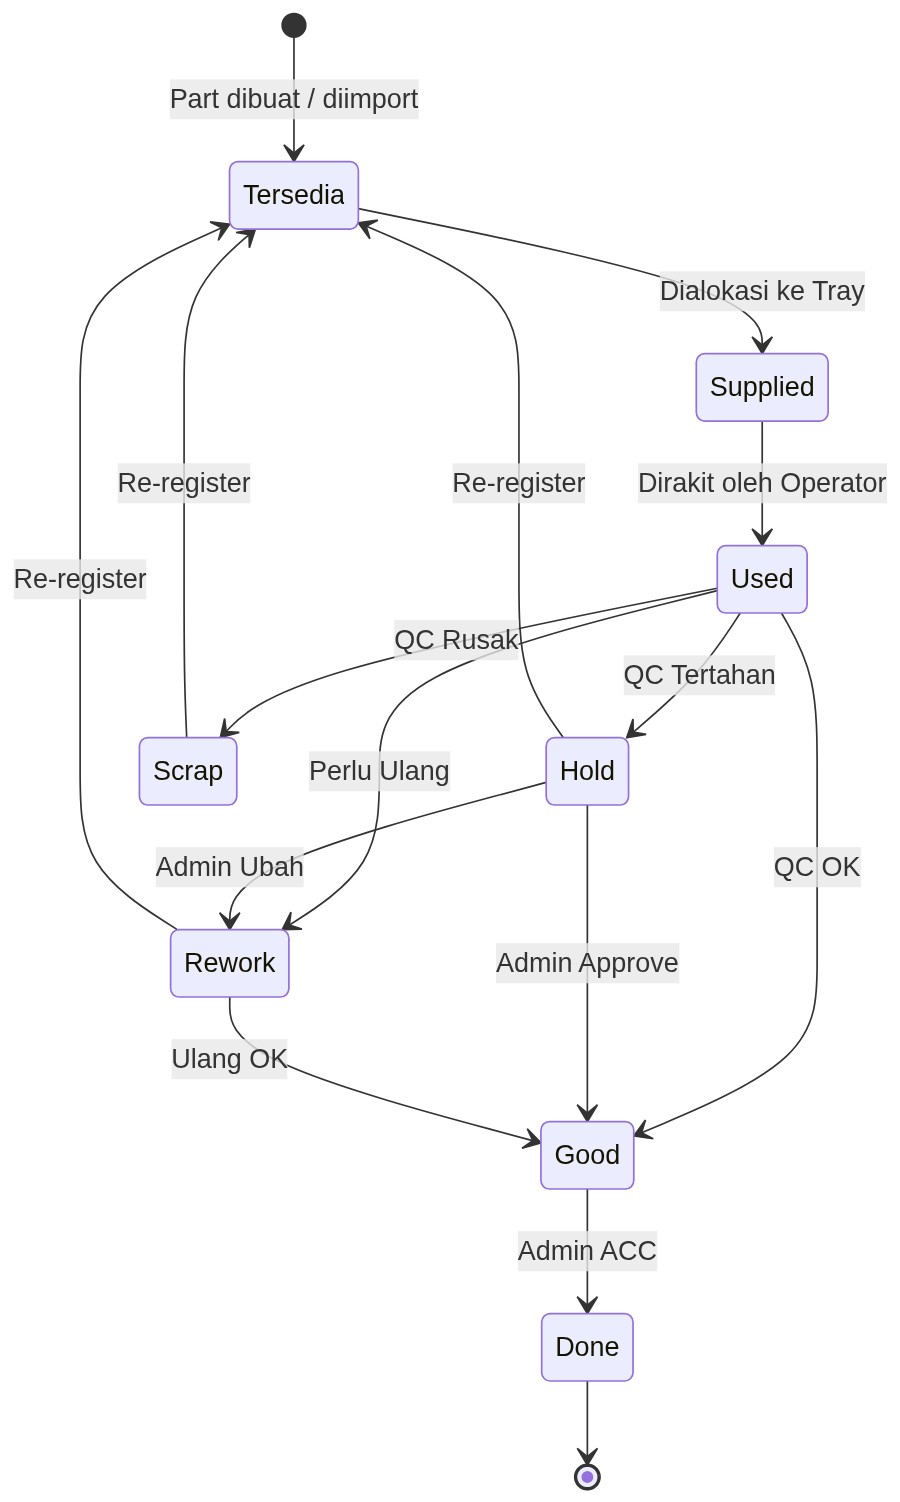 Part dibuat / diimport
Tersedia
Dialokasi ke Tray
Supplied
Re-register
Re-register
Dirakit oleh Operator
Re-register
Used
QC Rusak
QC Tertahan
Scrap
Perlu Ulang
Hold
Admin Ubah
QC OK
Rework
Admin Approve
Ulang OK
Good
Admin ACC
Done